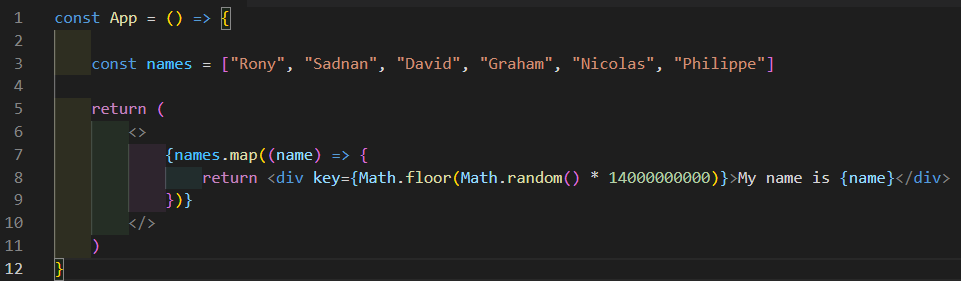 1 const App = () => {
2
3 const names = ["Rony", "Sadnan", "David", "Graham", "Nicolas", "Philippe"]
4
5 return (
6 <>
7 {names.map((name) => {
8 return <div key={Math.floor(Math.random() * 14000000000)}>My name is {name}</div>
9 })}
10 </>
11 )
12 }